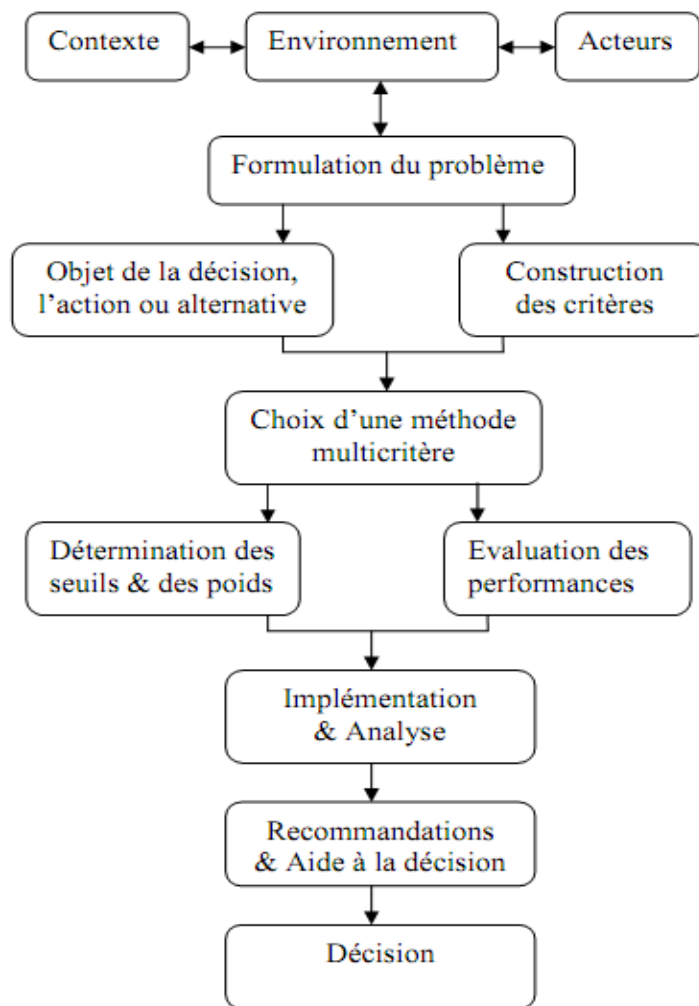 Contexte
Environnement
Acteurs
Formulation du problème
Objet de la décision,
l'action ou alternative
Construction
des critères
Choix d'une méthode
multicritère
Détermination des
seuils & des poids
Evaluation des
performances
Implémentation
& Analyse
Recommandations
& Aide à la décision
Décision